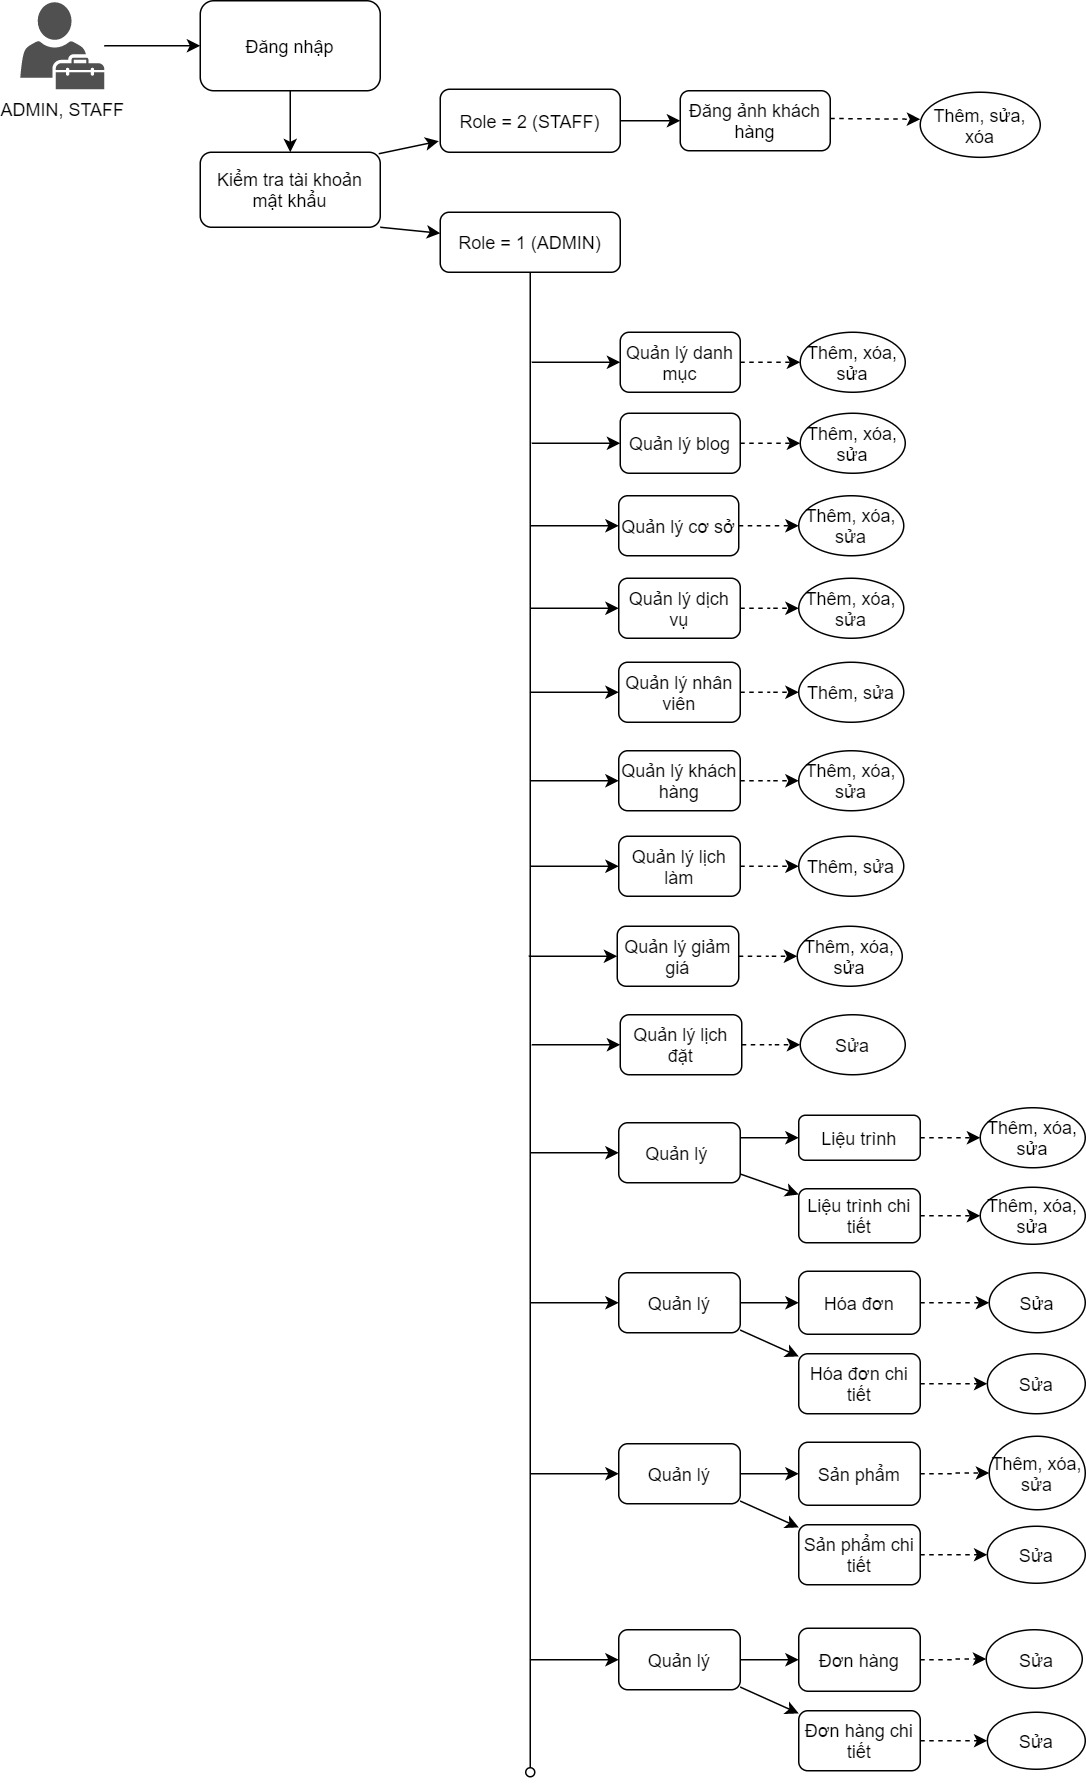 Đăng nhập
ADMIN, STAFF
Kiểm tra tài khoản
mật khẩu
Role = 2 (STAFF)
Đăng ảnh khách
hàng
Thêm, sửa,
xóa
Role = 1 (ADMIN)
Quản lý danh
mục
Thêm, xóa,
sửa
Quản lý blog
Thêm, xóa,
sửa
Quản lý cơ sở
Thêm, xóa,
sửa
Quản lý dịch
vụ
Thêm, xóa,
sửa
Quản lý nhân
viên
Thêm, sửa
Quản lý khách
hàng
Thêm, xóa,
sửa
Quản lý lịch
làm
Thêm, sửa
Quản lý giảm
giá
Thêm, xóa,
sửa
Quản lý lịch
đặt
Sửa
Quản lý
Liệu trình
Thêm, xóa,
sửa
Liệu trình chi
tiết
Thêm, xóa,
sửa
Quản lý
Hóa đơn
Sửa
Hóa đơn chi
tiết
Sửa
Quản lý
Sản phẩm
Thêm, xóa,
sửa
Sản phẩm chi
tiết
Sửa
Quản lý
Đơn hàng
Sửa
Đơn hàng chi
tiết
Sửa